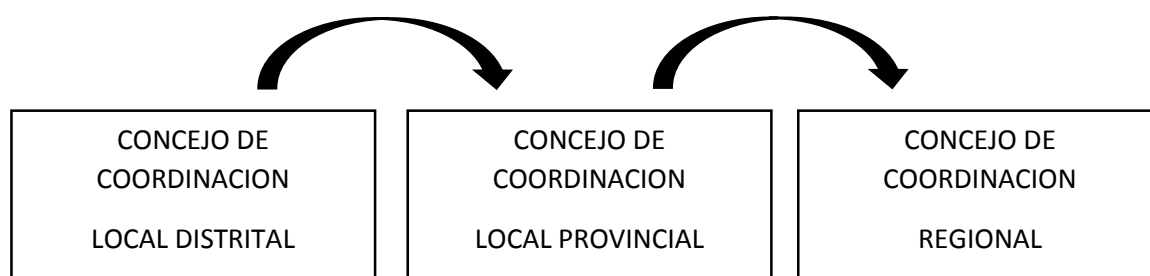 CONCEJO DE
COORDINACION
LOCAL DISTRITAL
CONCEJO DE
COORDINACION
LOCAL PROVINCIAL
CONCEJO DE
COORDINACION
REGIONAL